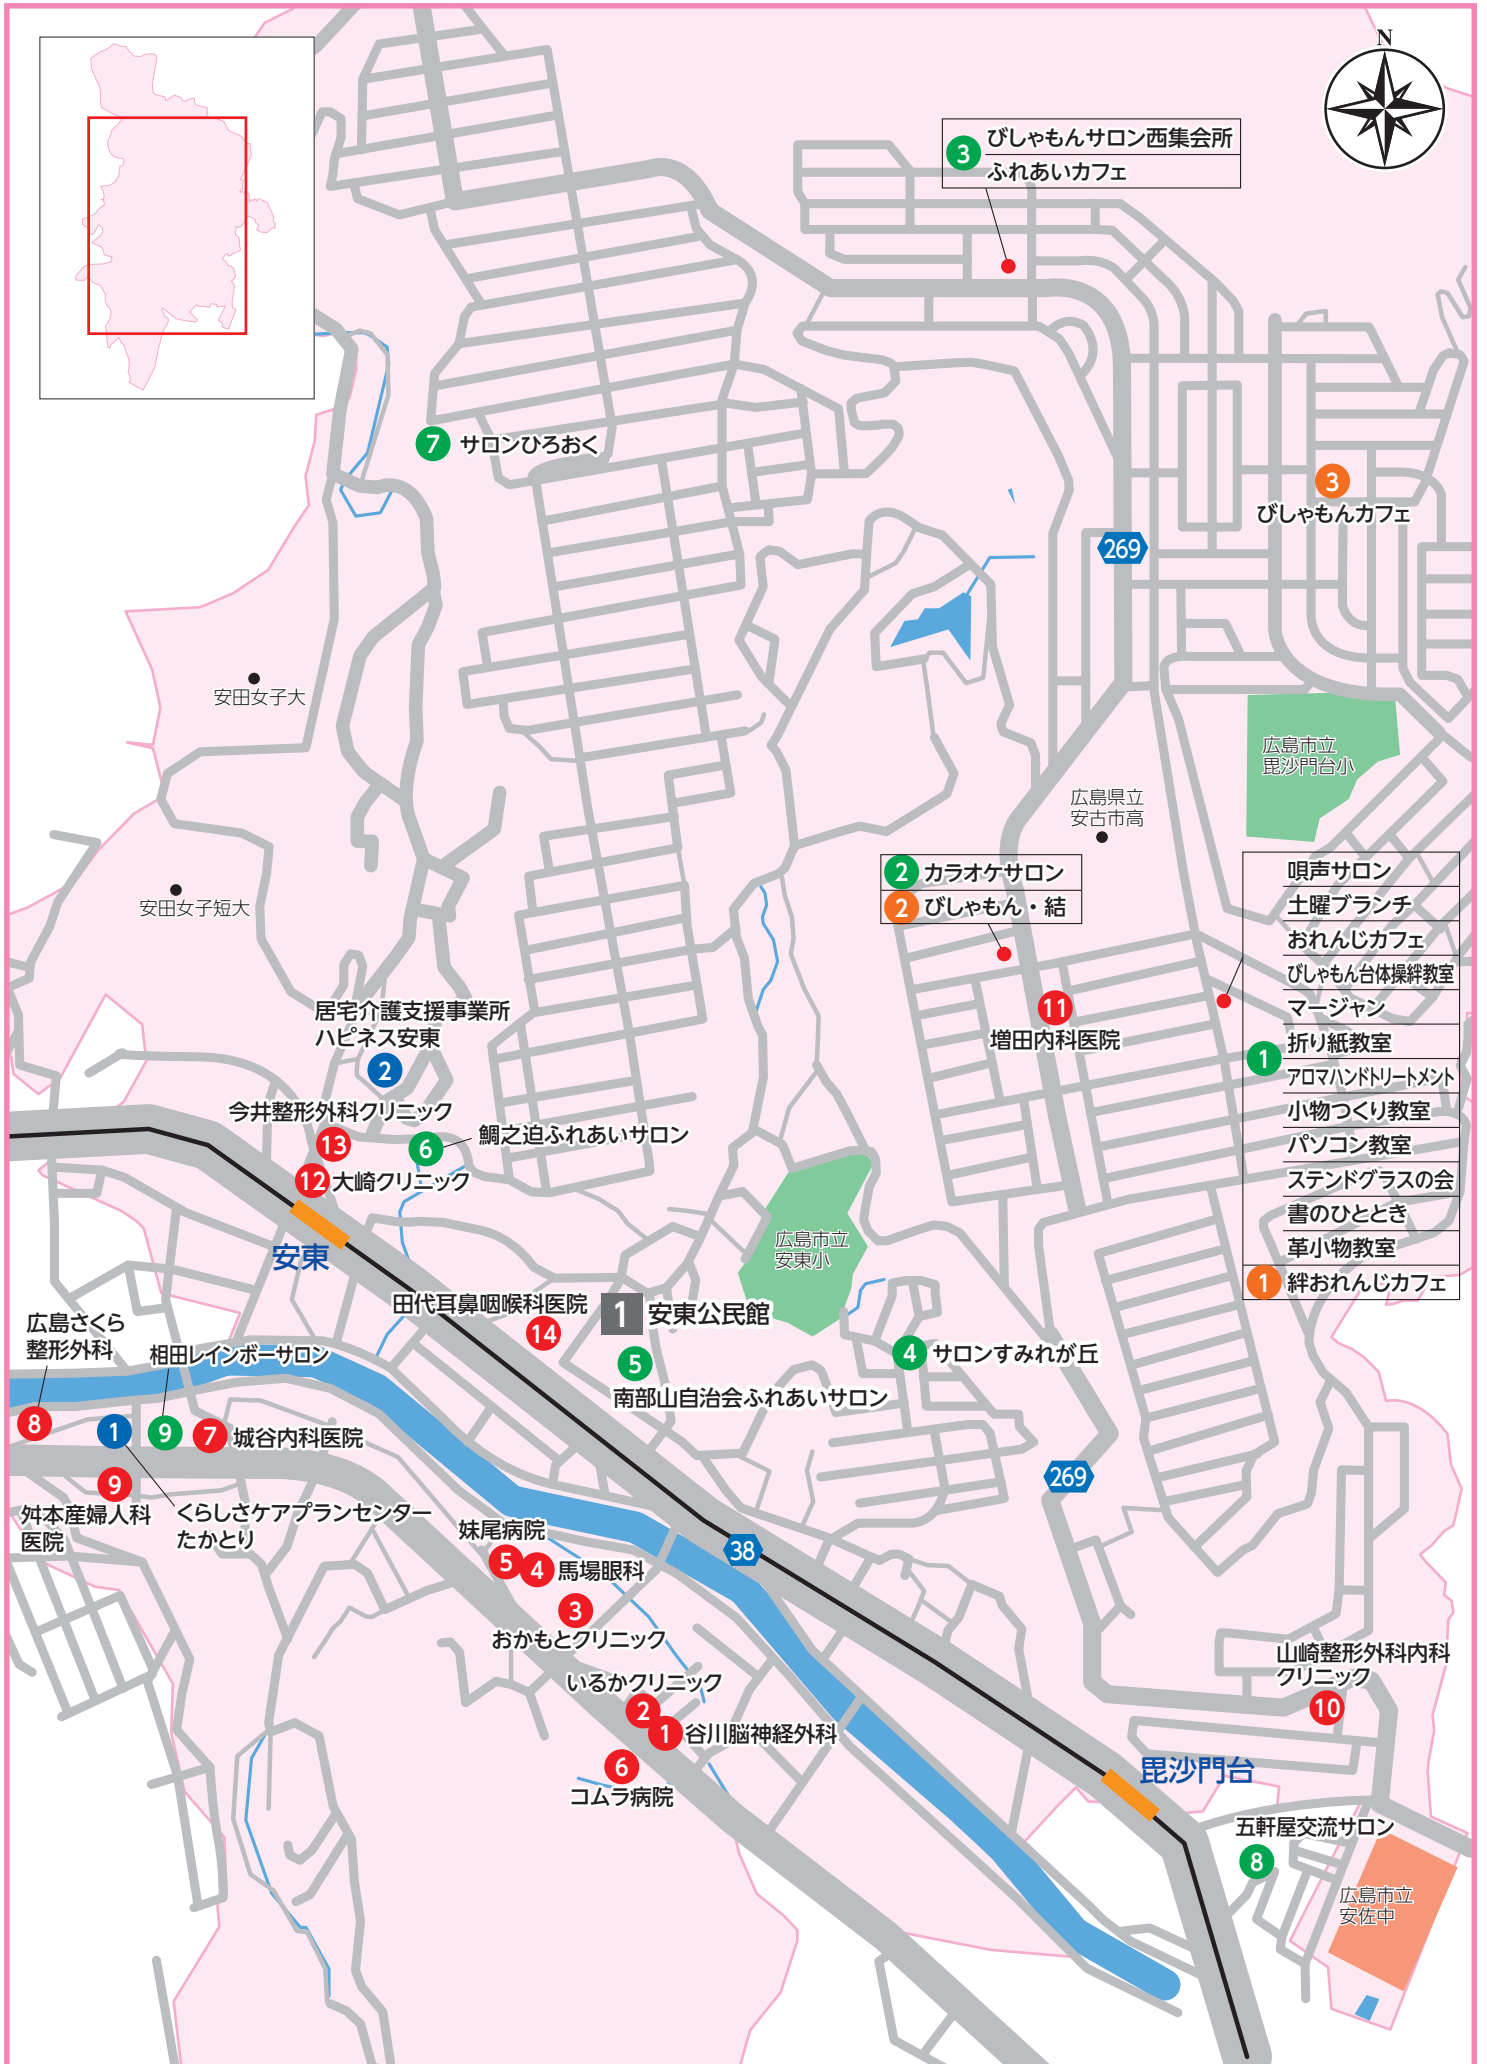 N
3
びしゃもんサロン西集会所
ふれあいカフェ
7 サロンひろおく
3
びしゃもんカフェ
269
安田女子大
広島市立
毘沙門台小
広島県立
安古市高
2 カラオケサロン
2 びしゃもん・結
安田女子短大
唄声サロン
土曜ブランチ
おれんじカフェ
びしゃもん台体操絆教室
マージャン
1
折り紙教室
アロマハンドトリートメント
小物つくり教室
パソコン教室
ステンドグラスの会
書のひととき
革小物教室
1 絆おれんじカフェ
11
増田内科医院
居宅介護支援事業所
ハピネス安東
2
今井整形外科クリニック
13
6 鯛之迫ふれあいサロン
12 大崎クリニック
安東
広島市立
安東小
田代耳鼻咽喉科医院
14
1 安東公民館
5
南部山自治会ふれあいサロン
4 サロンすみれが丘
広島さくら
整形外科
8
相田レインボーサロン
1
9
7 城谷内科医院
9
舛本産婦人科
医院
くらしさケアプランセンター
たかとり
269
38
妹尾病院
5
4 馬場眼科
3
おかもとクリニック
いるかクリニック
2
1 谷川脳神経外科
6
コムラ病院
山崎整形外科内科
クリニック
10
毘沙門台
五軒屋交流サロン
8
広島市立
安佐中